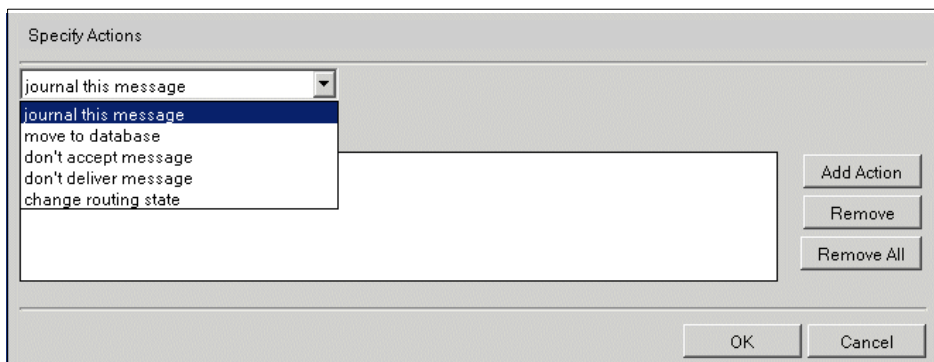 Specify Actions
journal this message
journal this message
move to database
don't accept message
don't deliver message
change routing state
Add Action
Remove
Remove All
OK
Cancel